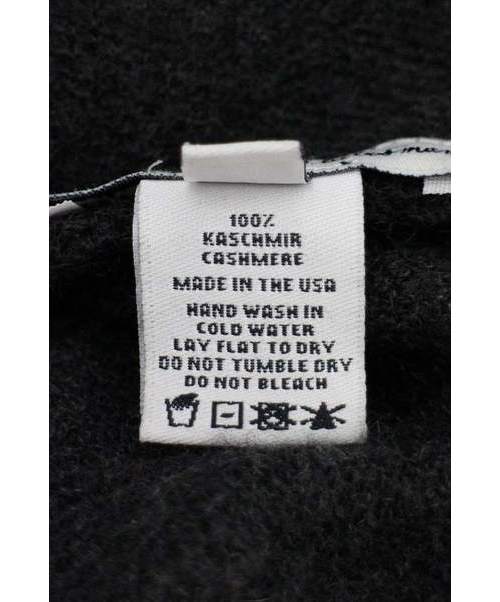 100%
KASCHMIR
CASHMERE
MADE IN THE USA
HAND WASH IN
COLD WATER
LAY FLAT TO DRY
DO NOT TUMBLE DRY
DO NOT BLEACH